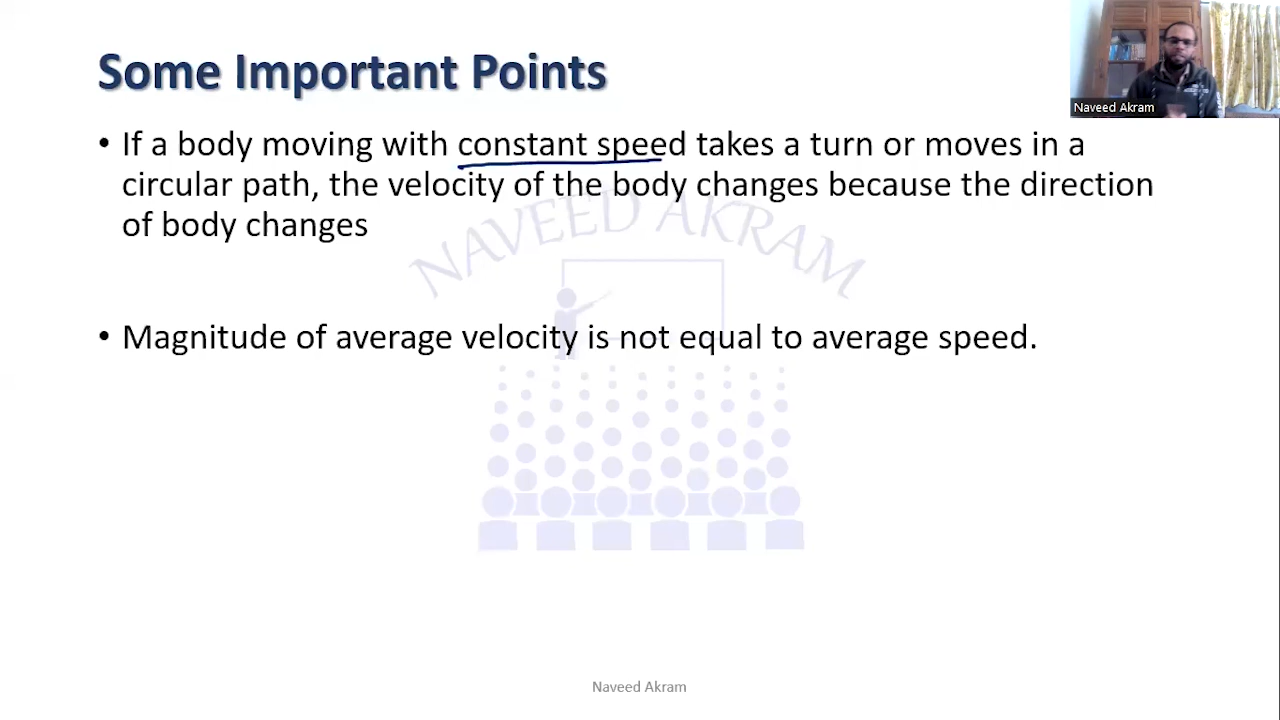 Some Important Points
Naveed Akram
• If a body moving with constant speed takes a turn or moves in a
circular path, the velocity of the body changes because the direction
of body changes
NAVEED AKRAM
• Magnitude of average velocity is not equal to average speed.
Naveed Akram